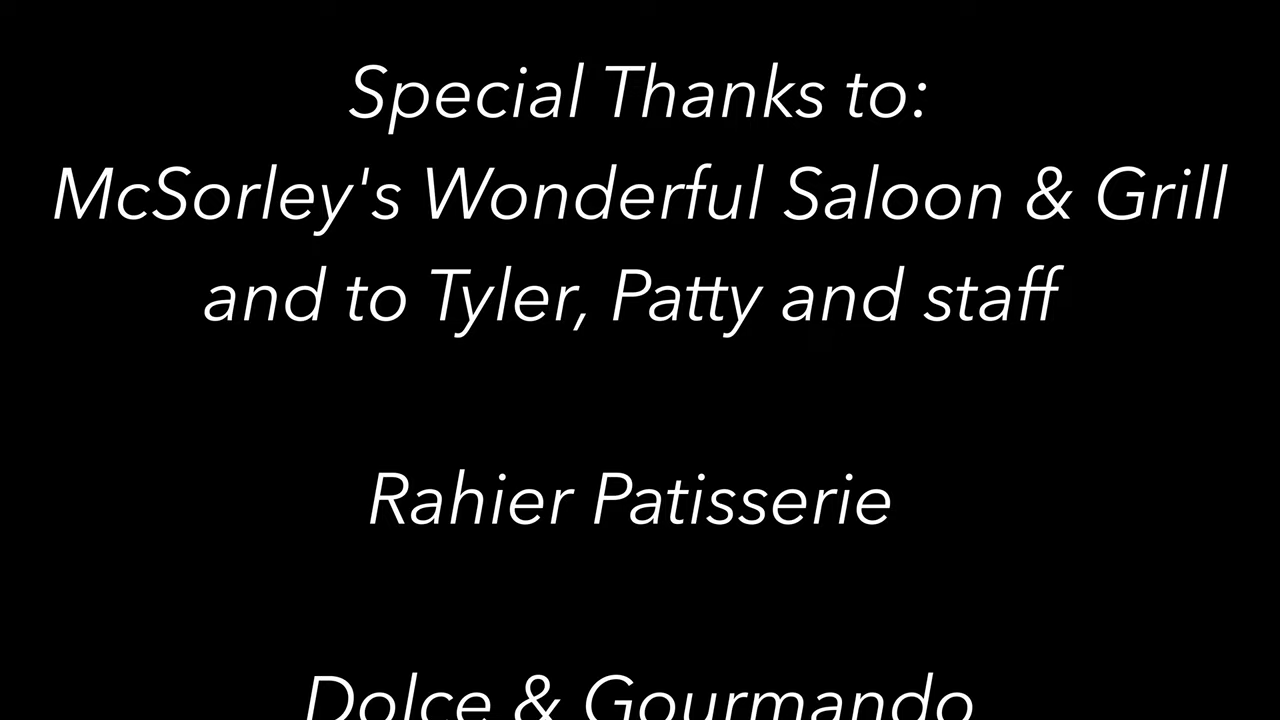 Special Thanks to:
McSorley's Wonderful Saloon & Grill
and to Tyler, Patty and staff
Rahier Patisserie
Dolce & Gourmando